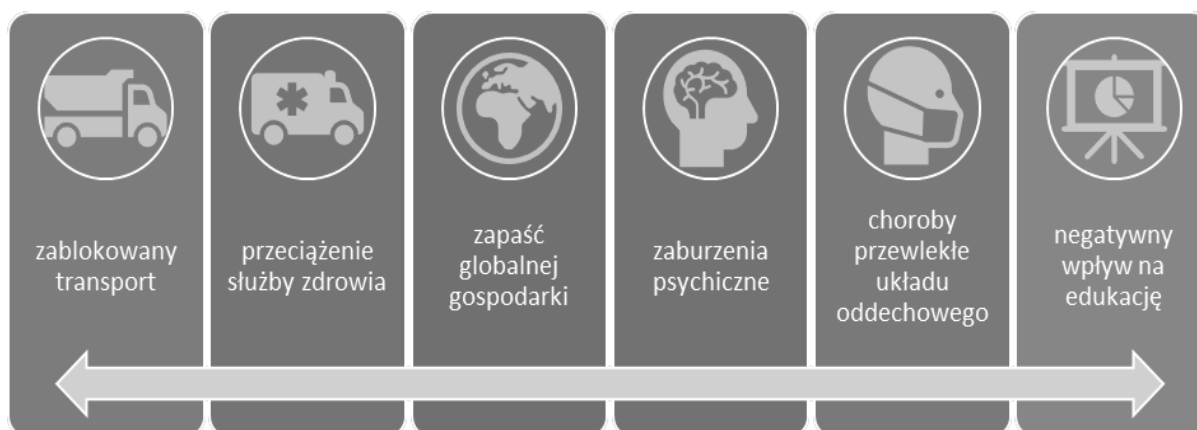 zablokowany
transport
przeciążenie
służby zdrowia
zapaść
globalnej
gospodarki
zaburzenia
psychiczne
choroby
przewlekłe
układu
oddechowego
negatywny
wpływ na
edukację